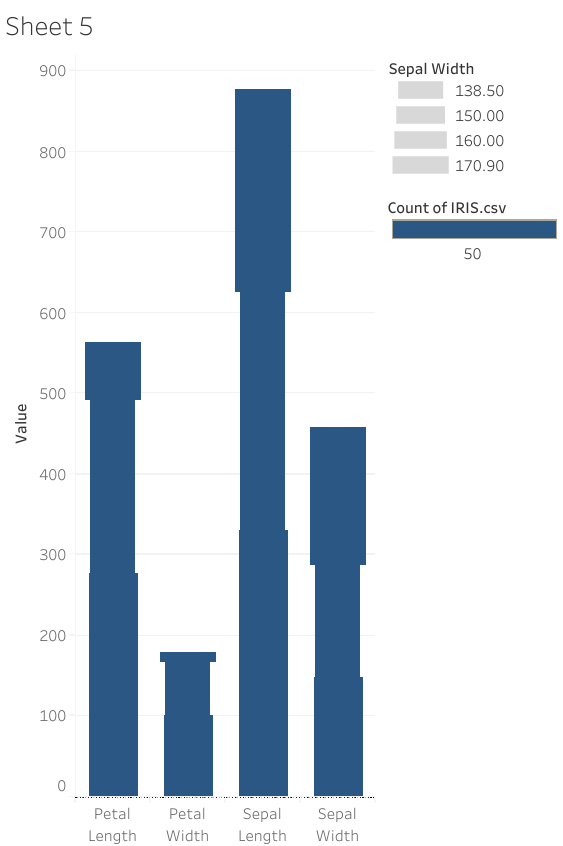 Sheet 5
900
800
700
600
500
400
300
200
100
0
Value
Petal Length
Petal Width
Sepal Length
Sepal Width
Sepal Width
138.50
150.00
160.00
170.90
Count of IRIS.csv
50